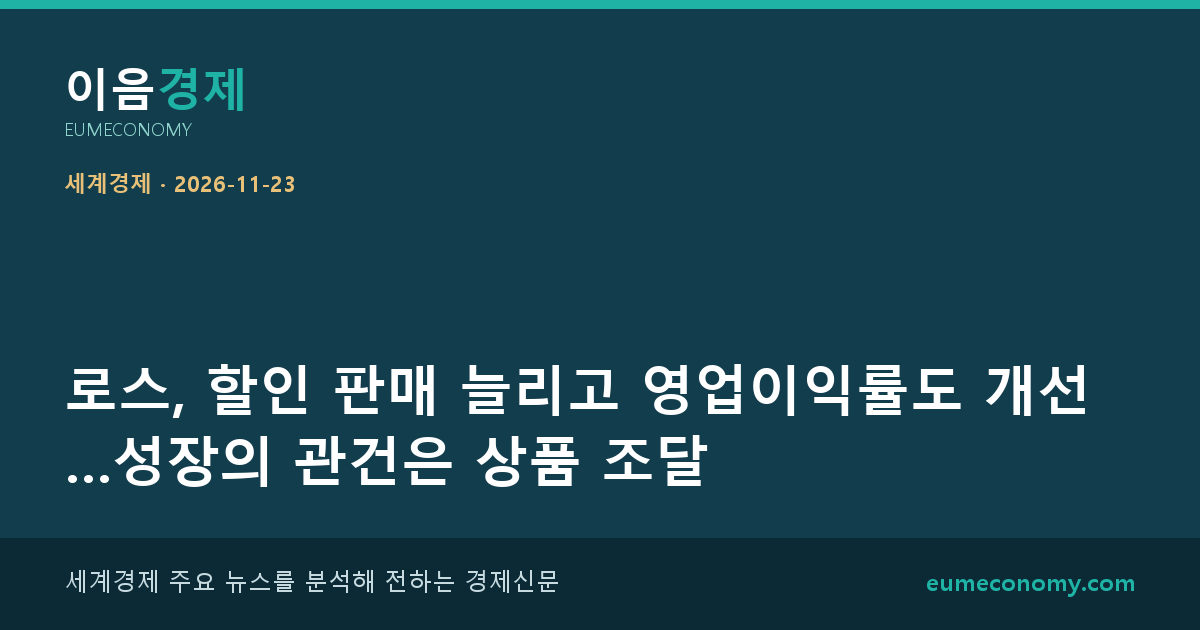 이음경제
EUMECONOMY
세계경제 · 2026-11-23
로스, 할인 판매 늘리고 영업이익률도 개선
…성장의 관건은 상품 조달
세계경제 주요 뉴스를 분석해 전하는 경제신문
eumeconomy.com